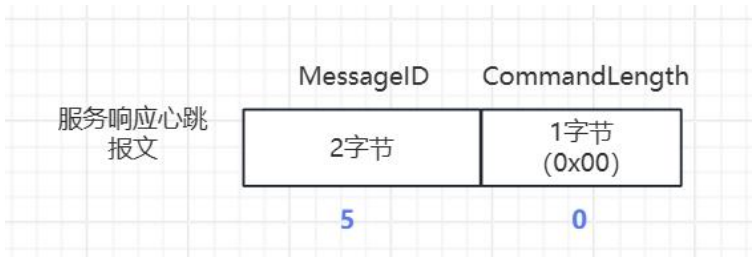 MessageID CommandLength
服务响应心跳
报文
2字节
1字节
(0x00)
5 0